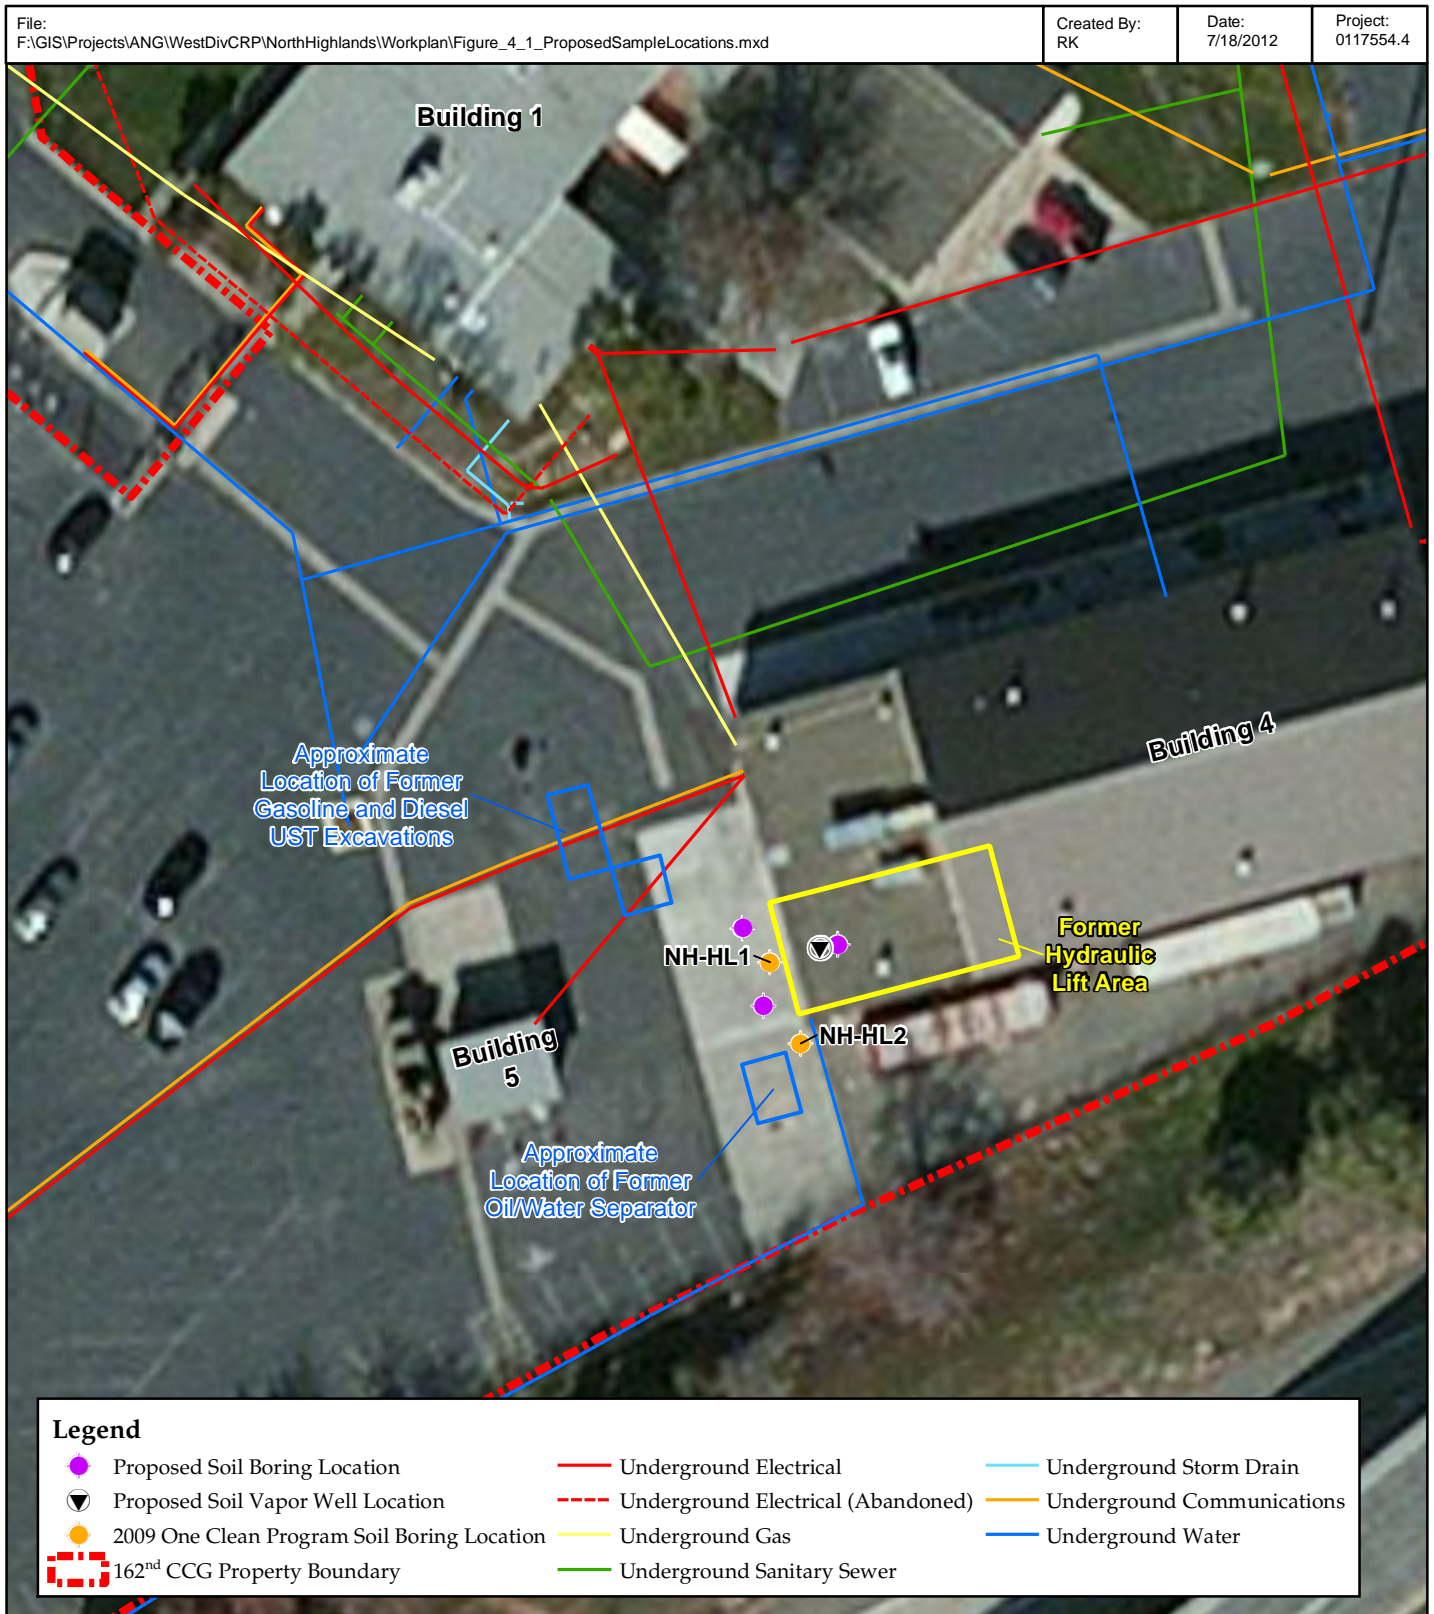 File:
F:\GIS\Projects\ANG\WestDivCRP\NorthHighlands\Workplan\Figure_4_1_ProposedSampleLocations.mxd
Created By:
RK
Date:
7/18/2012
Project:
0117554.4
Building 1
Building 4
Approximate
Location of Former
Gasoline and Diesel
UST Excavations
Former
Hydraulic
Lift Area
NH-HL1
NH-HL2
Building
5
Approximate
Location of Former
Oil/Water Separator
Legend
Proposed Soil Boring Location
Proposed Soil Vapor Well Location
2009 One Clean Program Soil Boring Location
162nd CCG Property Boundary
Underground Electrical
Underground Electrical (Abandoned)
Underground Gas
Underground Sanitary Sewer
Underground Storm Drain
Underground Communications
Underground Water